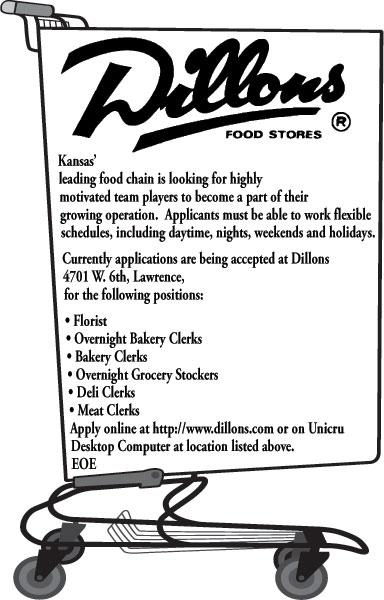 Dillons
FOOD STORES ®
Kansas'
leading food chain is looking for highly
motivated team players to become a part of their
growing operation. Applicants must be able to work flexible
schedules, including daytime, nights, weekends and holidays.
Currently applications are being accepted at Dillons
4701 W. 6th, Lawrence,
for the following positions:
• Florist
• Overnight Bakery Clerks
• Bakery Clerks
• Overnight Grocery Stockers
• Deli Clerks
• Meat Clerks
Apply online at http://www.dillons.com or on Unicru
Desktop Computer at location listed above.
EOE